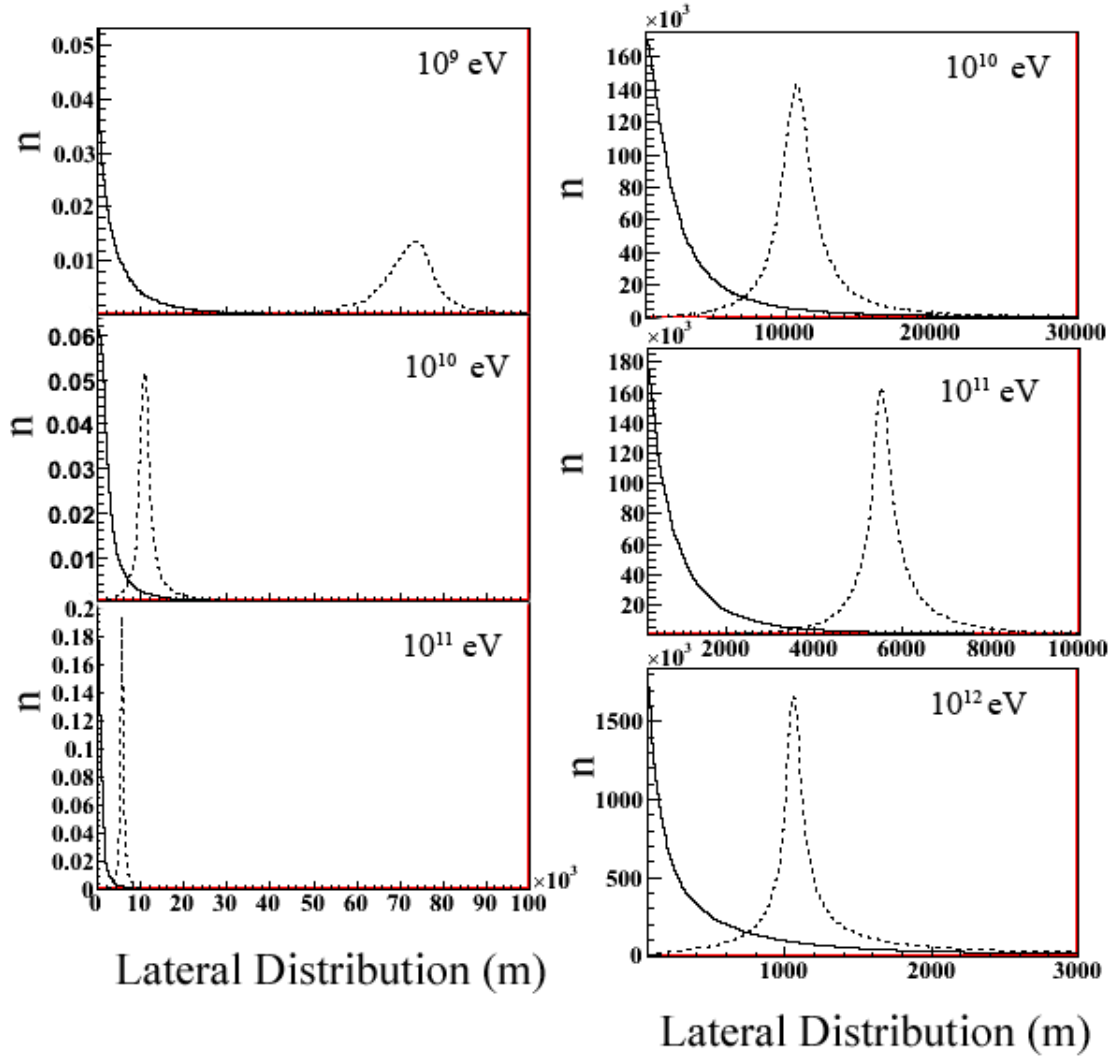 0.05
10⁹ eV
0.04
n
0.03
0.02
0.01
0.06
10¹⁰ eV
0.05
n
0.04
0.03
0.02
0.01
0.2
0.18
10¹¹ eV
0.16
n
0.14
0.12
0.1
0.08
0.06
0.04
0.02
0
0 10 20 30 40 50 60 70 80 90 100
×10³
Lateral Distribution (m)
×10³
160
10¹⁰ eV
140
120
n
100
80
60
40
20
0
10000 20000 30000
×10³
180
10¹¹ eV
160
140
n
120
100
80
60
40
20
2000 4000 6000 8000 10000
×10³
10¹² eV
1500
n
1000
500
0
1000 2000 3000
Lateral Distribution (m)